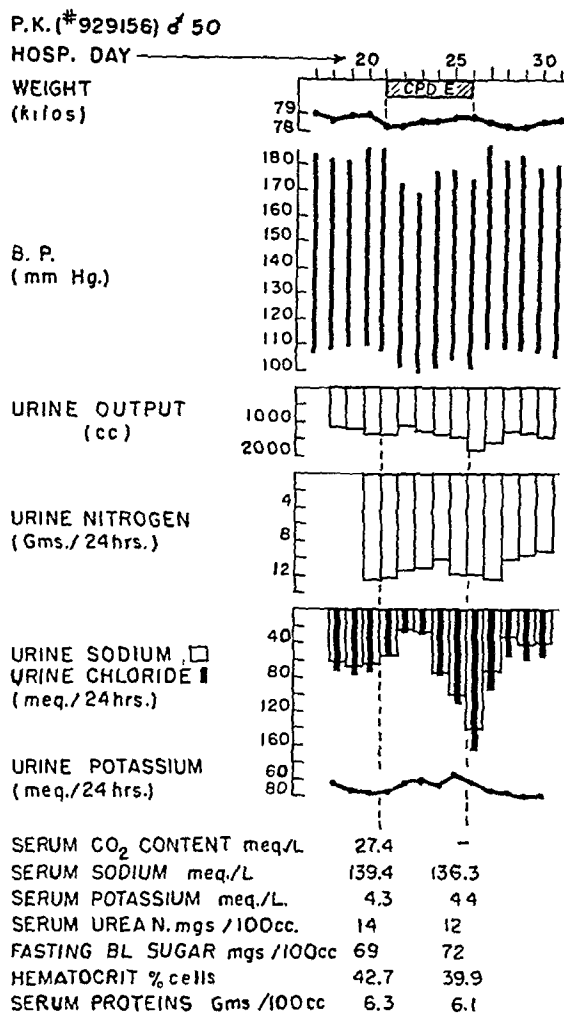 P.K.(#929156) ♂ 50
HOSP. DAY 20 25 30
WEIGHT
(kilos)
CPD E
79
78
B. P.
(mm Hg.)
180
170
160
150
140
130
120
110
100
URINE OUTPUT
(cc)
1000
2000
URINE NITROGEN
(Gms./24hrs.)
4
8
12
URINE SODIUM,
URINE CHLORIDE
(meq./24hrs.)
40
80
120
160
URINE POTASSIUM
(meq./24hrs.)
60
80
SERUM CO2 CONTENT meq/L 27.4 –
SERUM SODIUM meq./L 139.4 136.3
SERUM POTASSIUM meq./L. 4.3 4 4
SERUM UREA N. mgs /100cc. 14 12
FASTING BL SUGAR mgs/100cc 69 72
HEMATOCRIT % cells 42.7 39.9
SERUM PROTEINS Gms /100cc 6.3 6.1